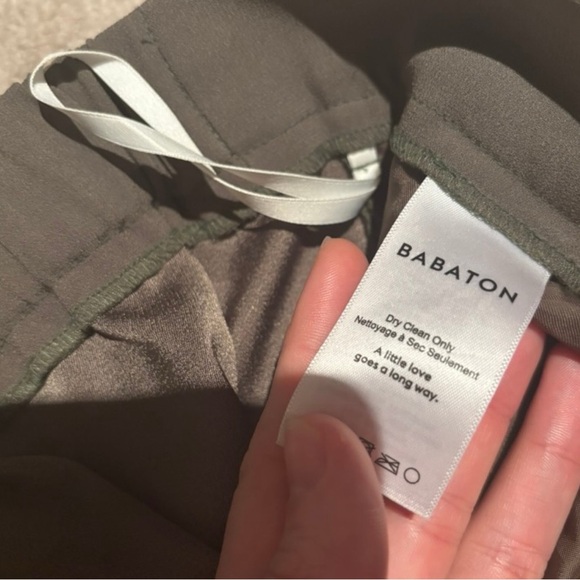 BABATON
Dry Clean Only
Nettoyage à Sec Seulement
A little love
goes a long way.